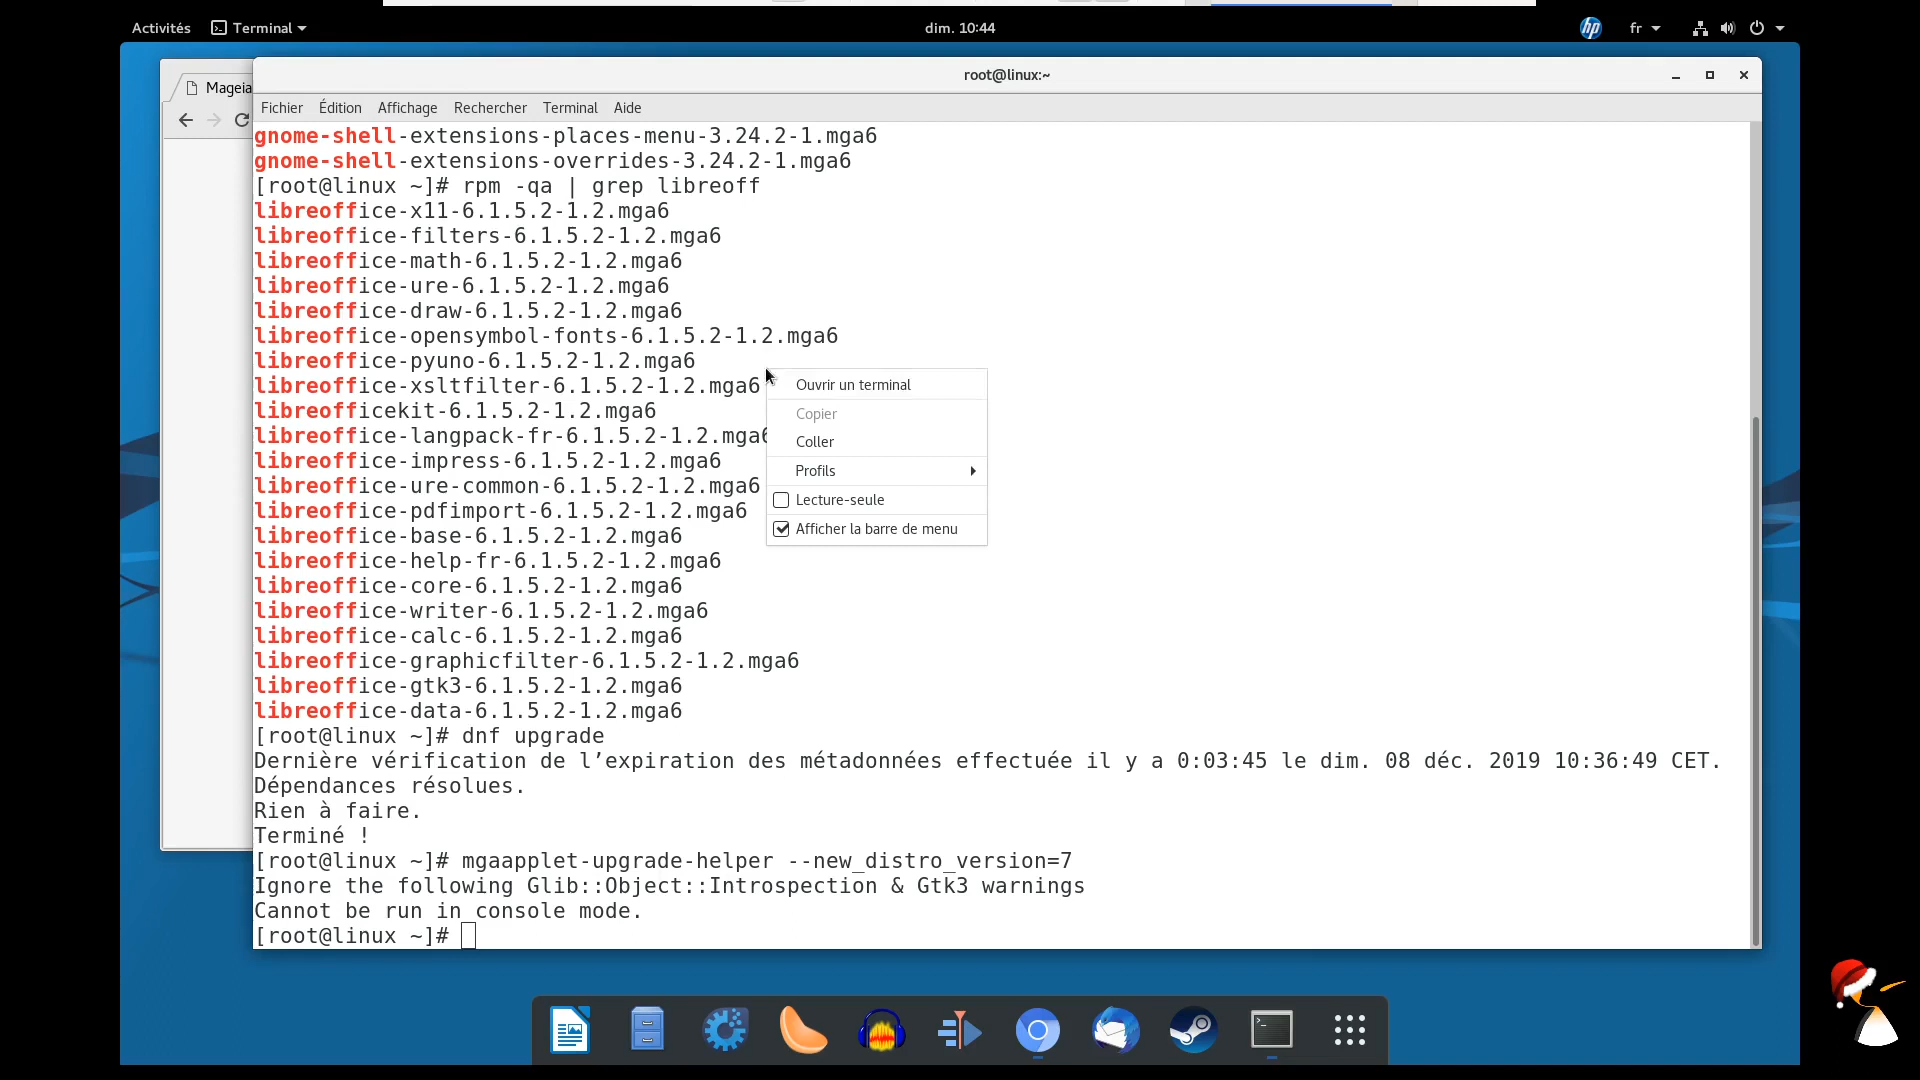 Activités Terminal dim. 10:44 hp fr
Mageia
root@linux:~
Fichier Édition Affichage Rechercher Terminal Aide
gnome-shell-extensions-places-menu-3.24.2-1.mga6
gnome-shell-extensions-overrides-3.24.2-1.mga6
[root@linux ~]# rpm -qa | grep libreoff
libreoffice-x11-6.1.5.2-1.2.mga6
libreoffice-filters-6.1.5.2-1.2.mga6
libreoffice-math-6.1.5.2-1.2.mga6
libreoffice-ure-6.1.5.2-1.2.mga6
libreoffice-draw-6.1.5.2-1.2.mga6
libreoffice-opensymbol-fonts-6.1.5.2-1.2.mga6
libreoffice-pyuno-6.1.5.2-1.2.mga6
libreoffice-xsltfilter-6.1.5.2-1.2.mga6
libreofficekit-6.1.5.2-1.2.mga6
libreoffice-langpack-fr-6.1.5.2-1.2.mga6
libreoffice-impress-6.1.5.2-1.2.mga6
libreoffice-ure-common-6.1.5.2-1.2.mga6
libreoffice-pdfimport-6.1.5.2-1.2.mga6
libreoffice-base-6.1.5.2-1.2.mga6
libreoffice-help-fr-6.1.5.2-1.2.mga6
libreoffice-core-6.1.5.2-1.2.mga6
libreoffice-writer-6.1.5.2-1.2.mga6
libreoffice-calc-6.1.5.2-1.2.mga6
libreoffice-graphicfilter-6.1.5.2-1.2.mga6
libreoffice-gtk3-6.1.5.2-1.2.mga6
libreoffice-data-6.1.5.2-1.2.mga6
[root@linux ~]# dnf upgrade
Dernière vérification de l’expiration des métadonnées effectuée il y a 0:03:45 le dim. 08 déc. 2019 10:36:49 CET.
Dépendances résolues.
Rien à faire.
Terminé !
[root@linux ~]# mgaapplet-upgrade-helper --new_distro_version=7
Ignore the following Glib::Object::Introspection & Gtk3 warnings
Cannot be run in console mode.
[root@linux ~]#
Ouvrir un terminal
Copier
Coller
Profils
Lecture-seule
Afficher la barre de menu